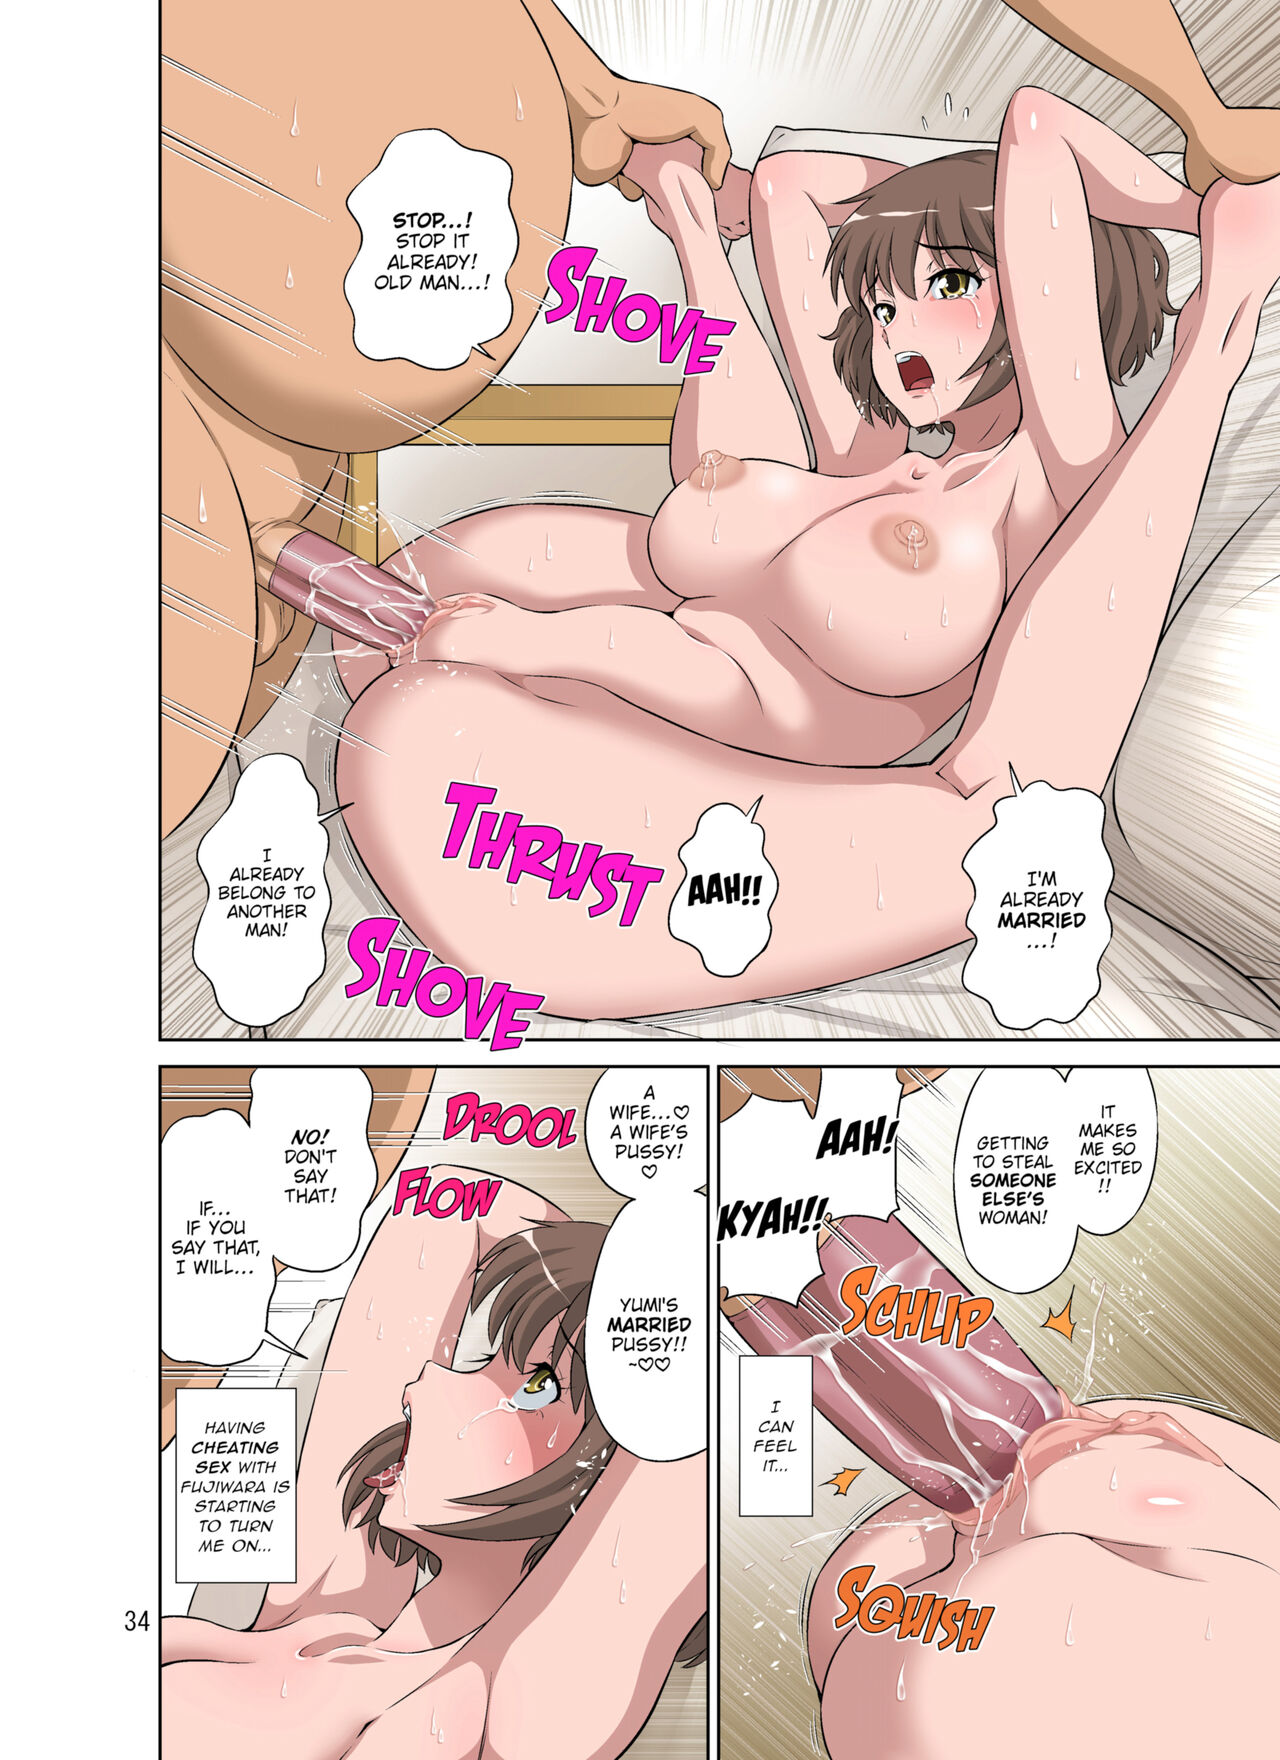 STOP...!
STOP IT
ALREADY!
OLD MAN...!
SHOVE
I'M
ALREADY
MARRIED
...!
AAH!!
THRUST
I
ALREADY
BELONG TO
ANOTHER
MAN!
SHOVE
IT
MAKES
ME SO
EXCITED
!!
GETTING
TO STEAL
SOMEONE
ELSE'S
WOMAN!
AAH!
KYAH!!
SCHLIP
I
CAN
FEEL
IT...
SQUISH
A
WIFE...♡
A WIFE'S
PUSSY!
♡
YUMI'S
MARRIED
PUSSY!!
~♡♡
DROOL
FLOW
NO!
DON'T
SAY
THAT!
IF...
IF YOU
SAY THAT,
I WILL...
HAVING
CHEATING
SEX WITH
FUJIWARA IS
STARTING
TO TURN
ME ON...
34